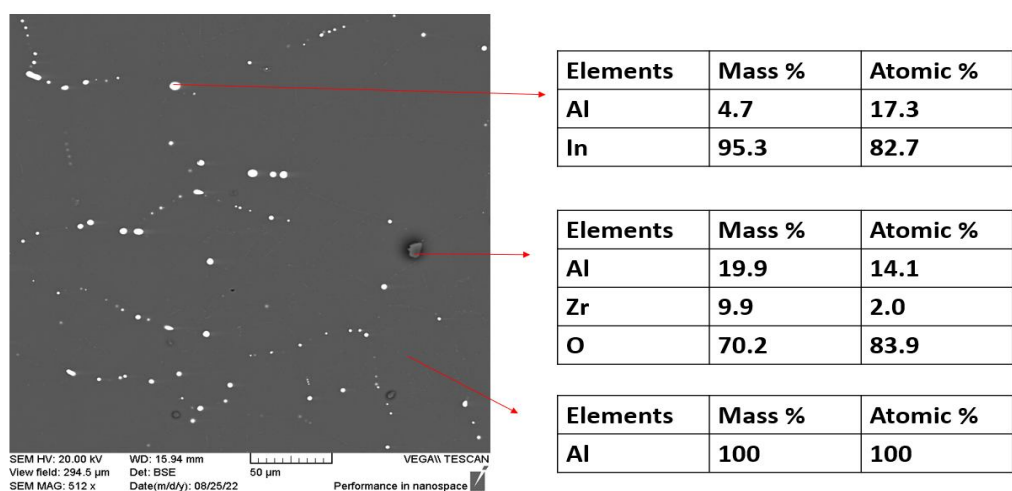 Elements Mass % Atomic %
Al 4.7 17.3
In 95.3 82.7
Elements Mass % Atomic %
Al 19.9 14.1
Zr 9.9 2.0
O 70.2 83.9
Elements Mass % Atomic %
Al 100 100
SEM HV: 20.00 kV WD: 15.94 mm VEGA\\ TESCAN
View field: 294.5 µm Det: BSE 50 µm
SEM MAG: 512 x Date(m/d/y): 08/25/22 Performance in nanospace